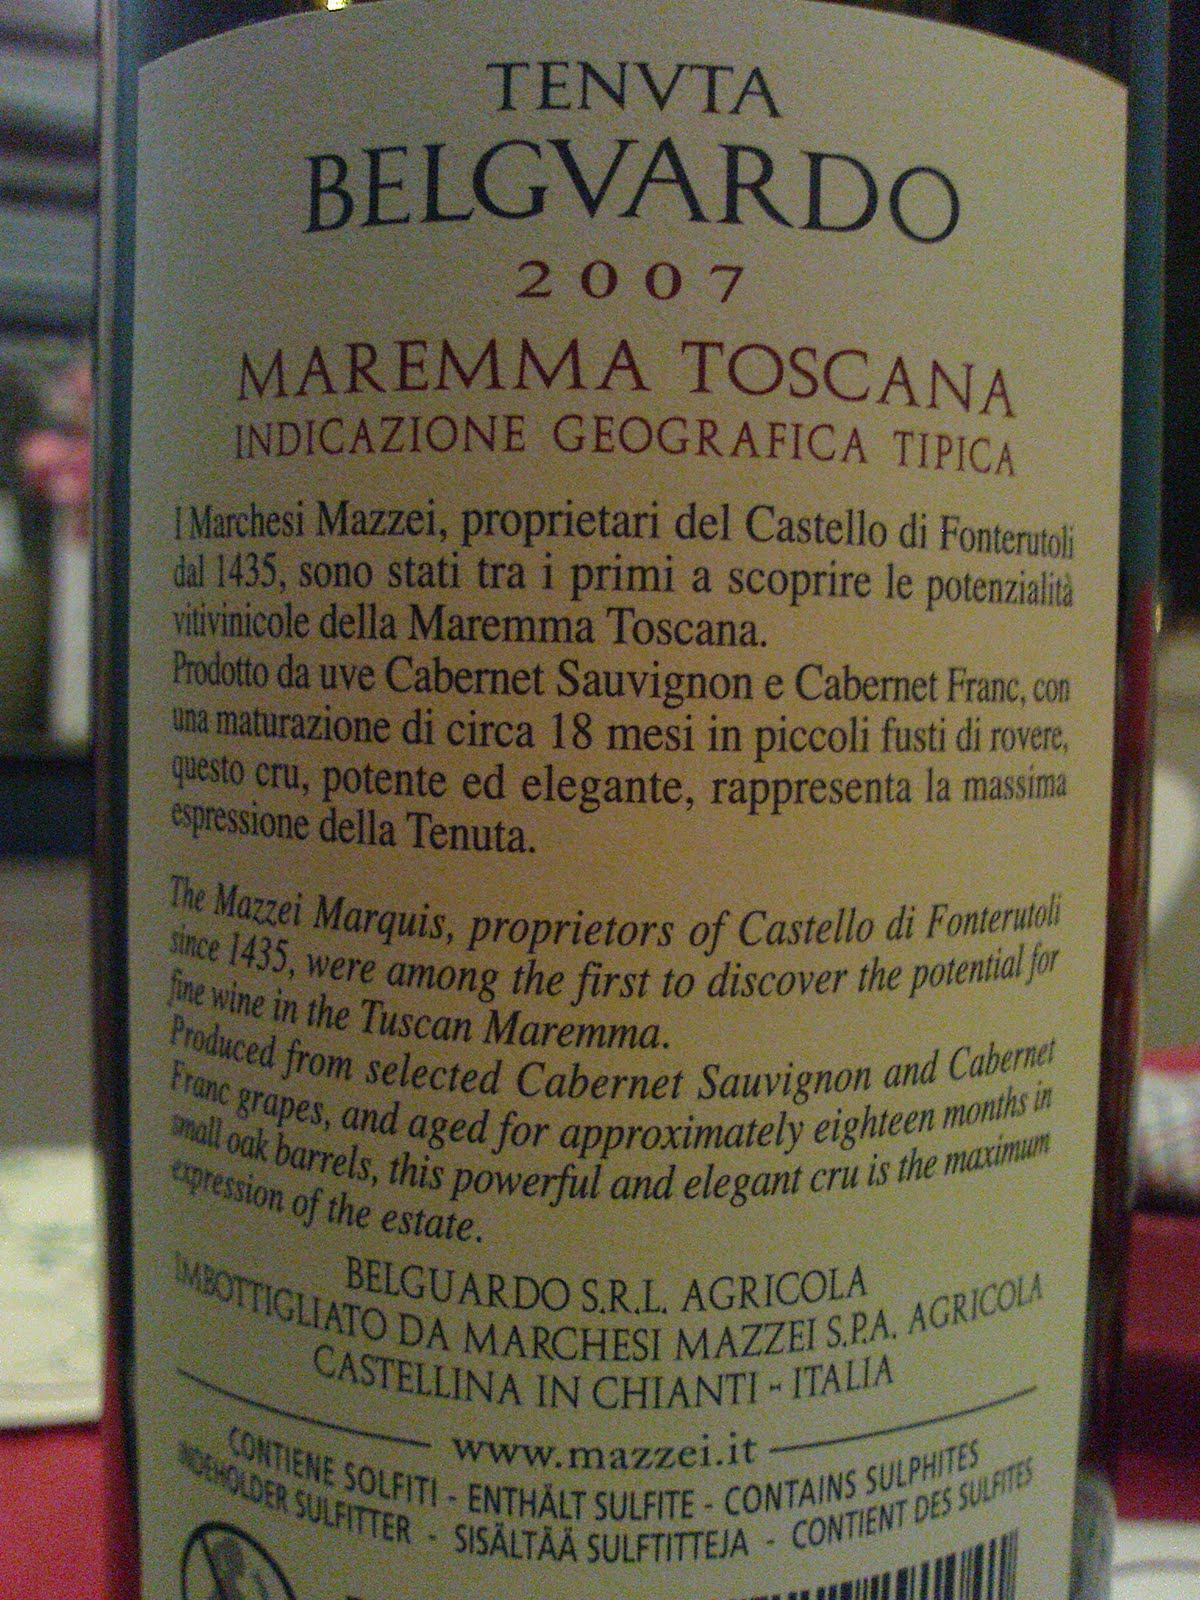 TENVTA
BELGVARDO
2007
MAREMMA TOSCANA
INDICAZIONE GEOGRAFICA TIPICA
I Marchesi Mazzei, proprietari del Castello di Fonterutoli
dal 1435, sono stati tra i primi a scoprire le potenzialità
vitivinicole della Maremma Toscana.
Prodotto da uve Cabernet Sauvignon e Cabernet Franc, con
una maturazione di circa 18 mesi in piccoli fusti di rovere,
questo cru, potente ed elegante, rappresenta la massima
espressione della Tenuta.
The Mazzei Marquis, proprietors of Castello di Fonterutoli
since 1435, were among the first to discover the potential for
fine wine in the Tuscan Maremma.
Produced from selected Cabernet Sauvignon and Cabernet
Franc grapes, and aged for approximately eighteen months in
small oak barrels, this powerful and elegant cru is the maximum
expression of the estate.
BELGUARDO S.R.L. AGRICOLA
IMBOTTIGLIATO DA MARCHESI MAZZEI S.P.A. AGRICOLA
CASTELLINA IN CHIANTI - ITALIA
www.mazzei.it
CONTIENE SOLFITI - ENTHÄLT SULFITE - CONTAINS SULPHITES
INDEHOLDER SULFITTER - SISÄLTÄÄ SULFTITTEJA - CONTIENT DES SULFITES